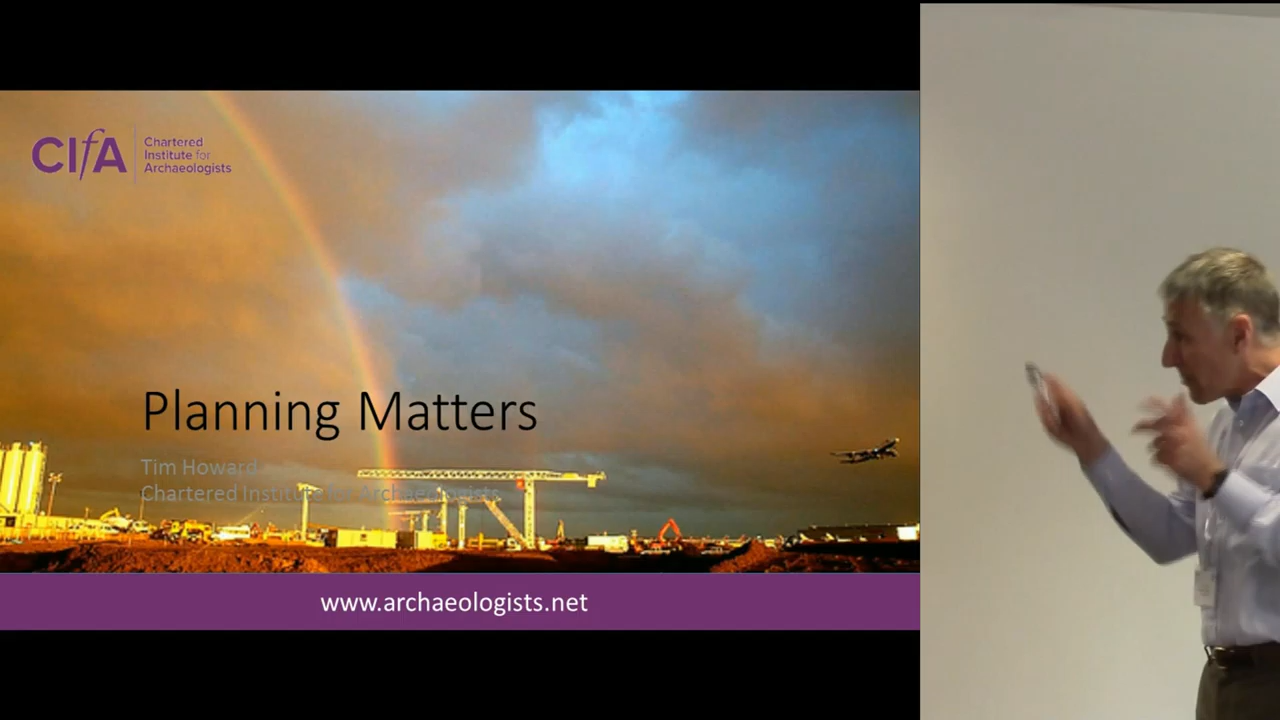 CIfA
Chartered
Institute for
Archaeologists
Planning Matters
Tim Howard
Chartered Institute for Archaeologists
www.archaeologists.net